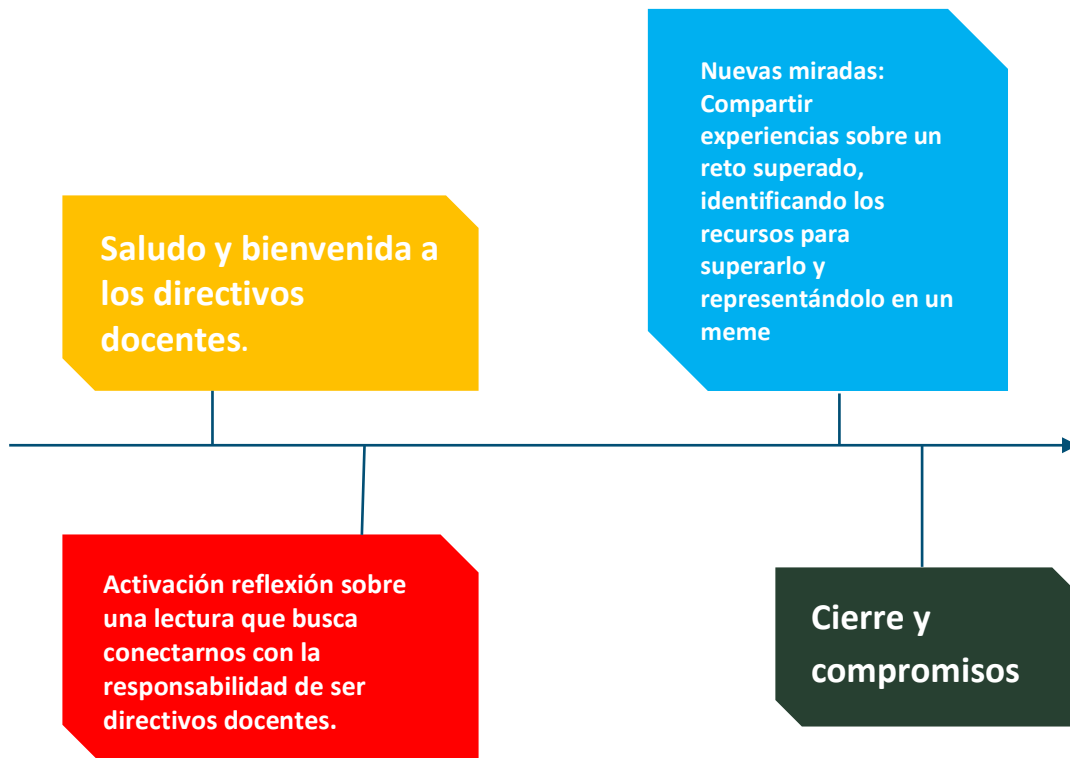 Saludo y bienvenida a
los directivos
docentes.
Activación reflexión sobre
una lectura que busca
conectarnos con la
responsabilidad de ser
directivos docentes.
Nuevas miradas:
Compartir
experiencias sobre un
reto superado,
identificando los
recursos para
superarlo y
representándolo en un
meme
Cierre y
compromisos